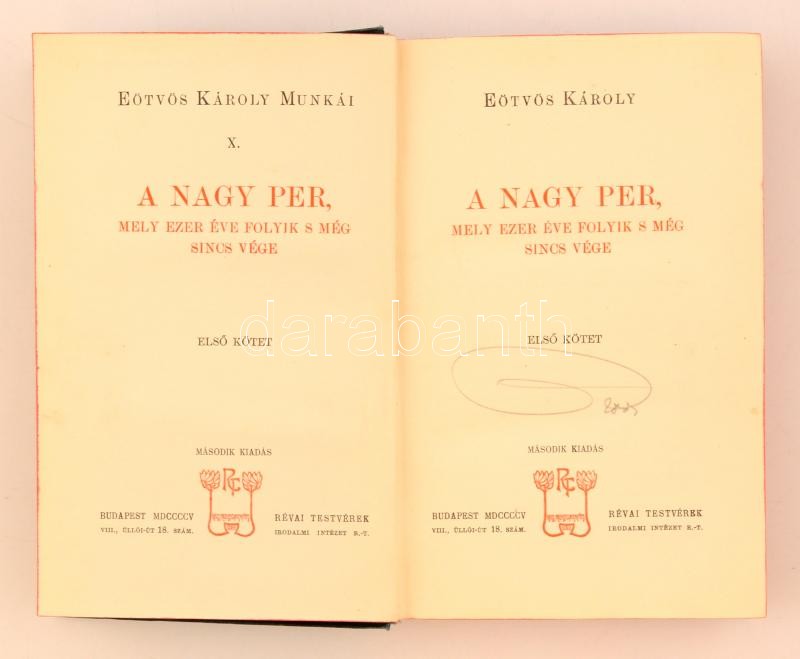 EÖTVÖS KÁROLY MUNKÁI
X.
A NAGY PER,
MELY EZER ÉVE FOLYIK S MÉG
SINCS VÉGE
ELSŐ KÖTET
MÁSODIK KIADÁS
BUDAPEST MDCCCCV
VIII., ÜLLŐI-ÚT 18. SZÁM.
RÉVAI TESTVÉREK
IRODALMI INTÉZET R.-T.
EÖTVÖS KÁROLY
A NAGY PER,
MELY EZER ÉVE FOLYIK S MÉG
SINCS VÉGE
ELSŐ KÖTET
MÁSODIK KIADÁS
BUDAPEST MDCCCCV
VIII., ÜLLŐI-ÚT 18. SZÁM.
RÉVAI TESTVÉREK
IRODALMI INTÉZET R.-T.
darabanth